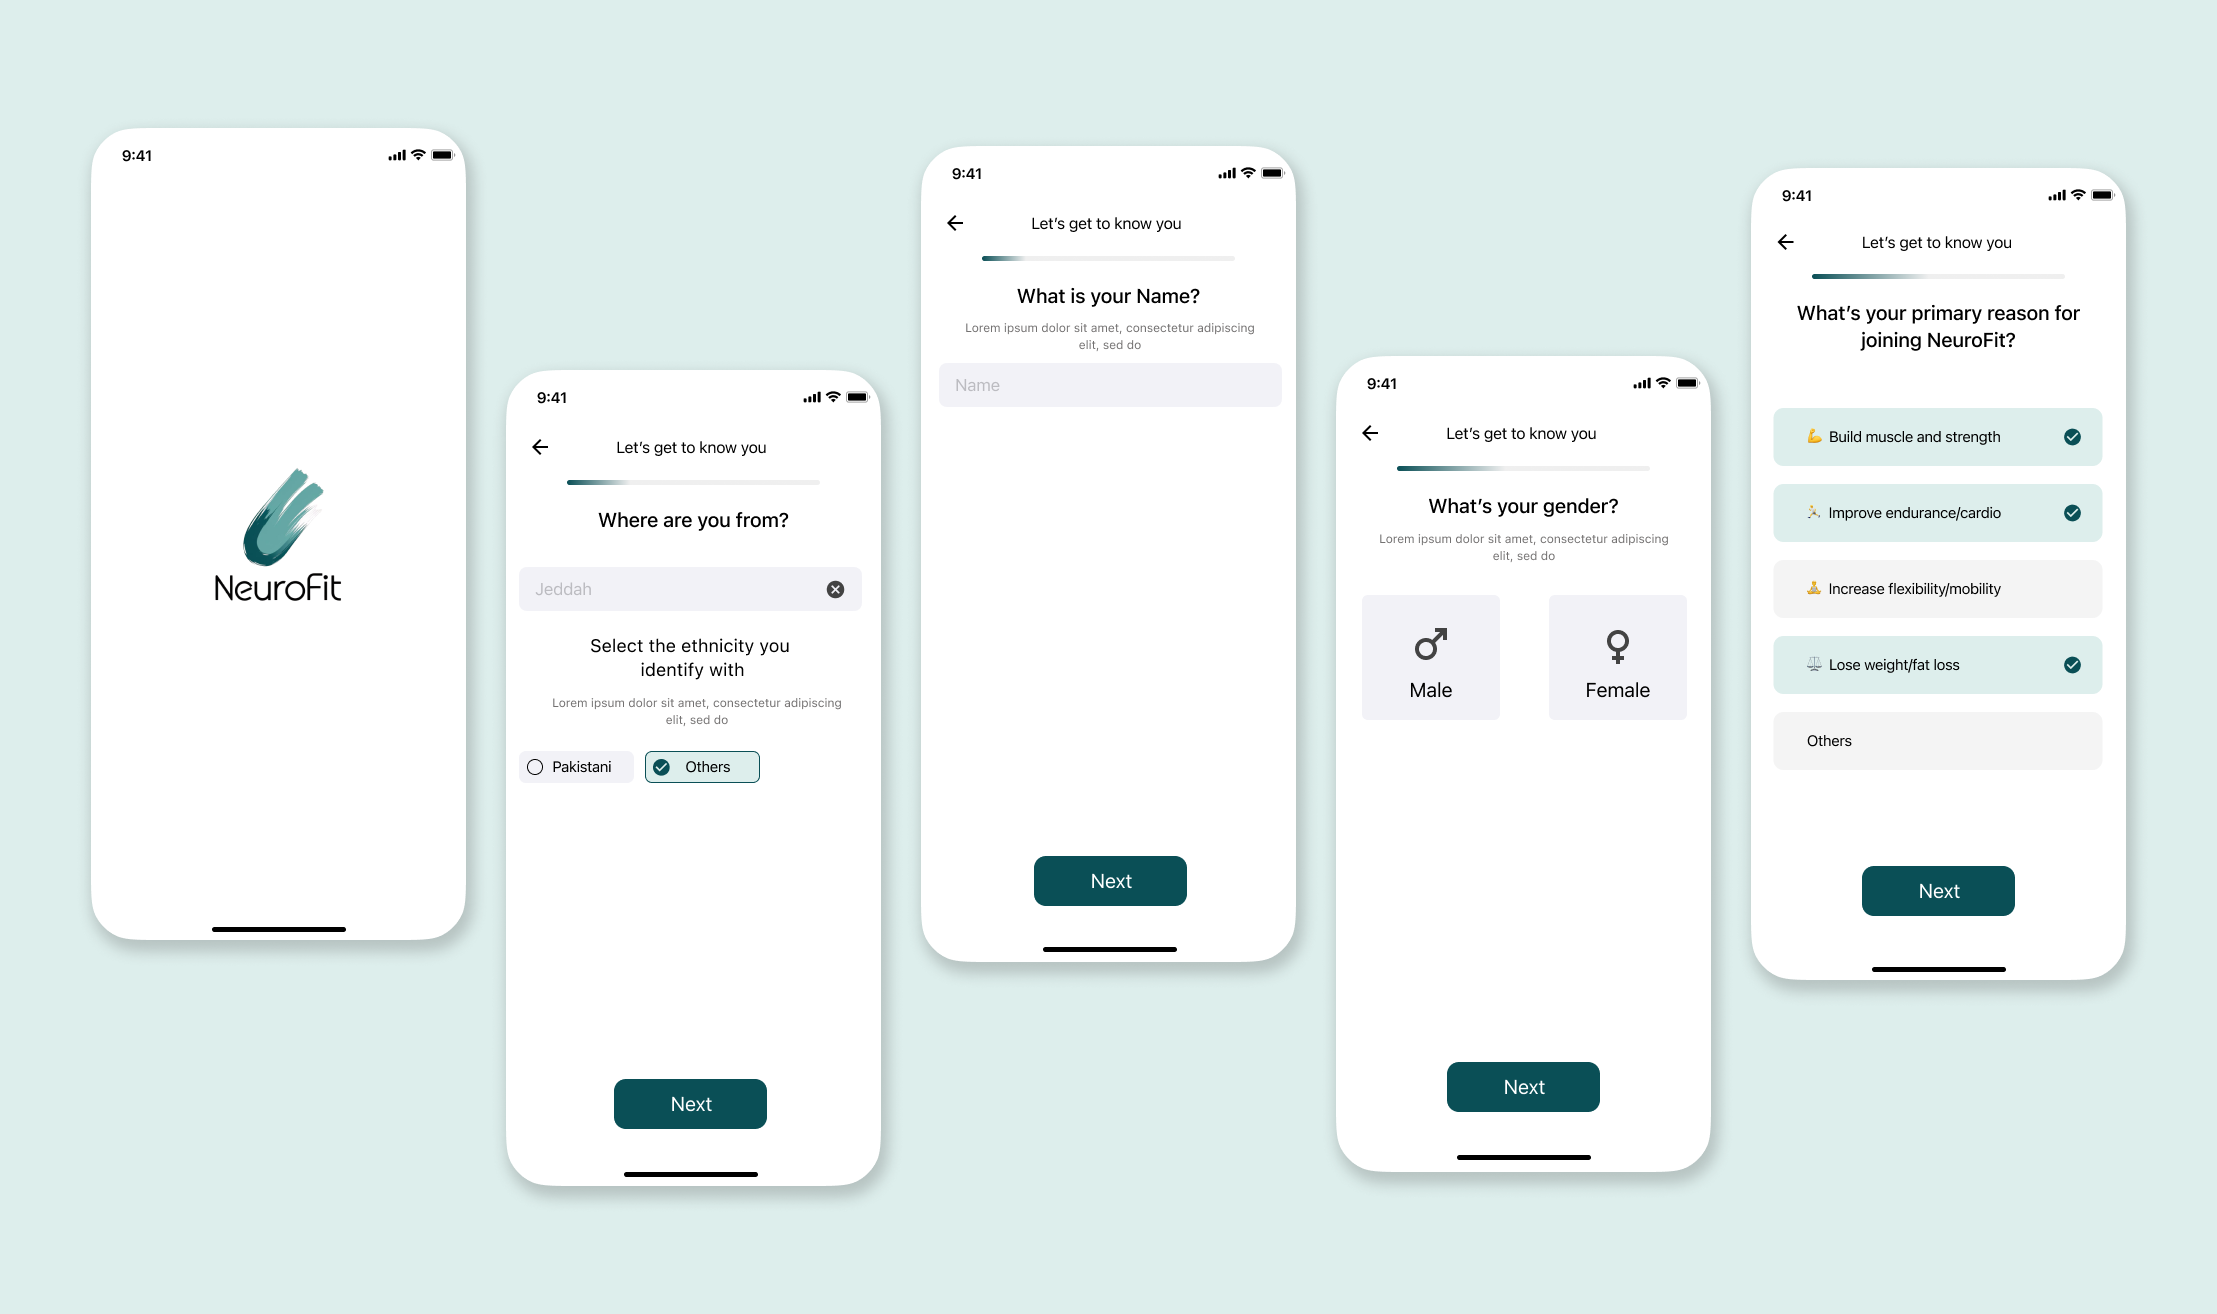 9:41
NeuroFit
9:41
Let's get to know you
Where are you from?
Jeddah
Select the ethnicity you
identify with
Lorem ipsum dolor sit amet, consectetur adipiscing
elit, sed do
Pakistani
Others
Next
9:41
Let's get to know you
What is your Name?
Lorem ipsum dolor sit amet, consectetur adipiscing
elit, sed do
Name
Next
9:41
Let's get to know you
What's your gender?
Lorem ipsum dolor sit amet, consectetur adipiscing
elit, sed do
Male
Female
Next
9:41
Let's get to know you
What's your primary reason for
joining NeuroFit?
💪 Build muscle and strength
Improve endurance/cardio
Increase flexibility/mobility
Lose weight/fat loss
Others
Next